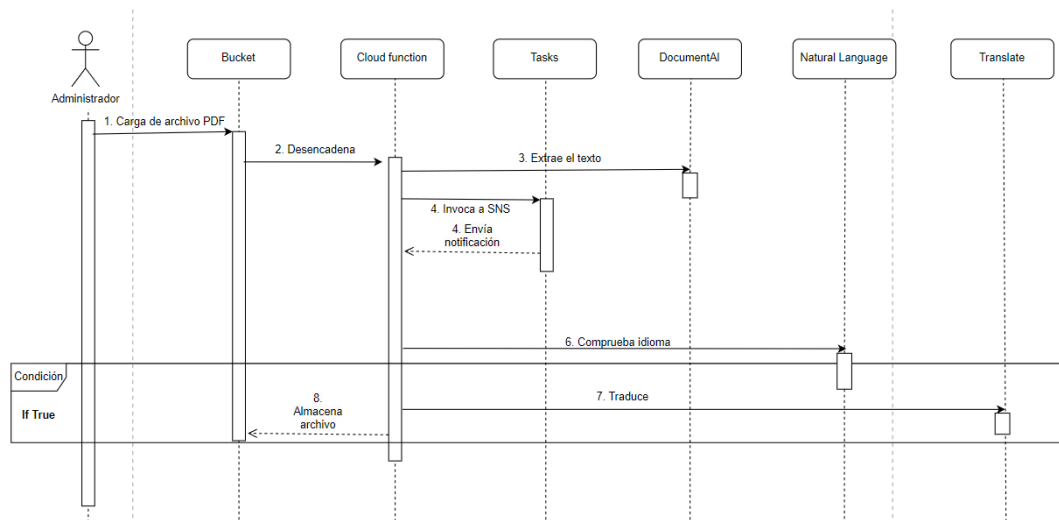 Bucket
Cloud function
Tasks
DocumentAI
Natural Language
Translate
Administrador
1. Carga de archivo PDF
2. Desencadena
3. Extrae el texto
4. Invoca a SNS
4. Envía
notificación
6. Comprueba idioma
Condición
If True
7. Traduce
8.
Almacena
archivo